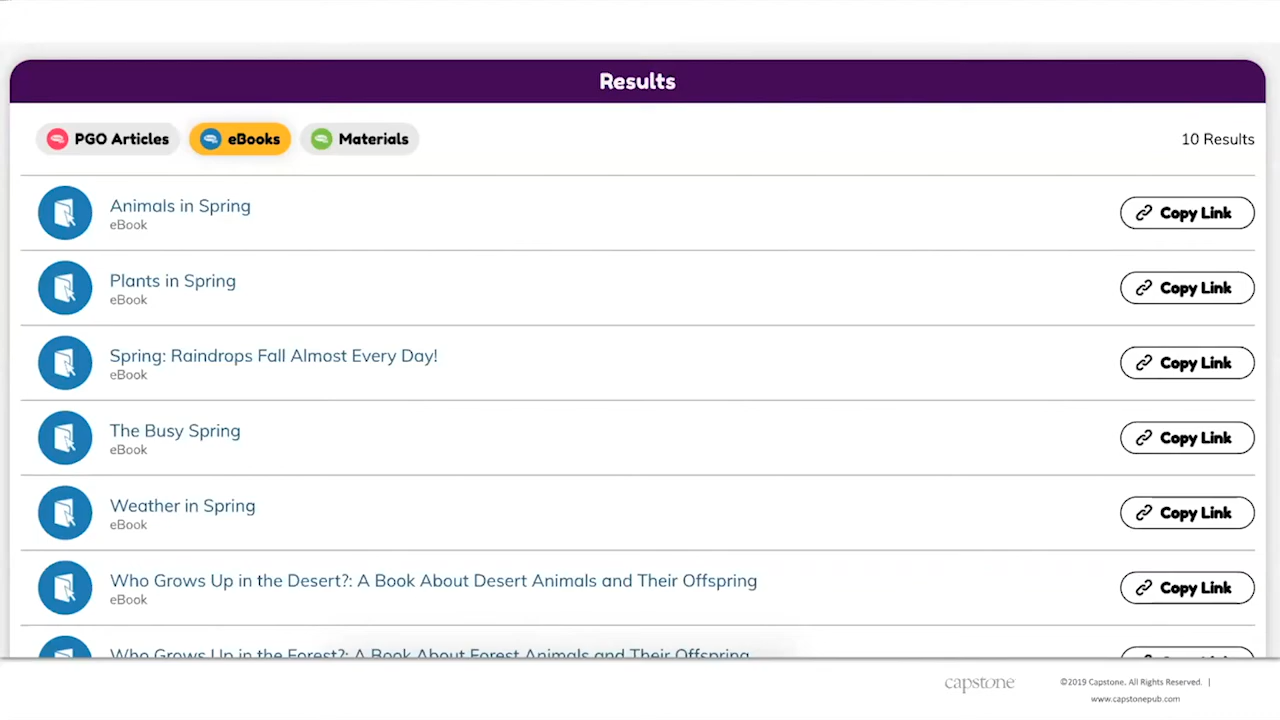 Results
PGO Articles
eBooks
Materials
10 Results
Animals in Spring
eBook
Copy Link
Plants in Spring
eBook
Copy Link
Spring: Raindrops Fall Almost Every Day!
eBook
Copy Link
The Busy Spring
eBook
Copy Link
Weather in Spring
eBook
Copy Link
Who Grows Up in the Desert?: A Book About Desert Animals and Their Offspring
eBook
Copy Link
Who Grows Up in the Forest?: A Book About Forest Animals and Their Offspring
capstone
©2019 Capstone. All Rights Reserved. |
www.capstonepub.com